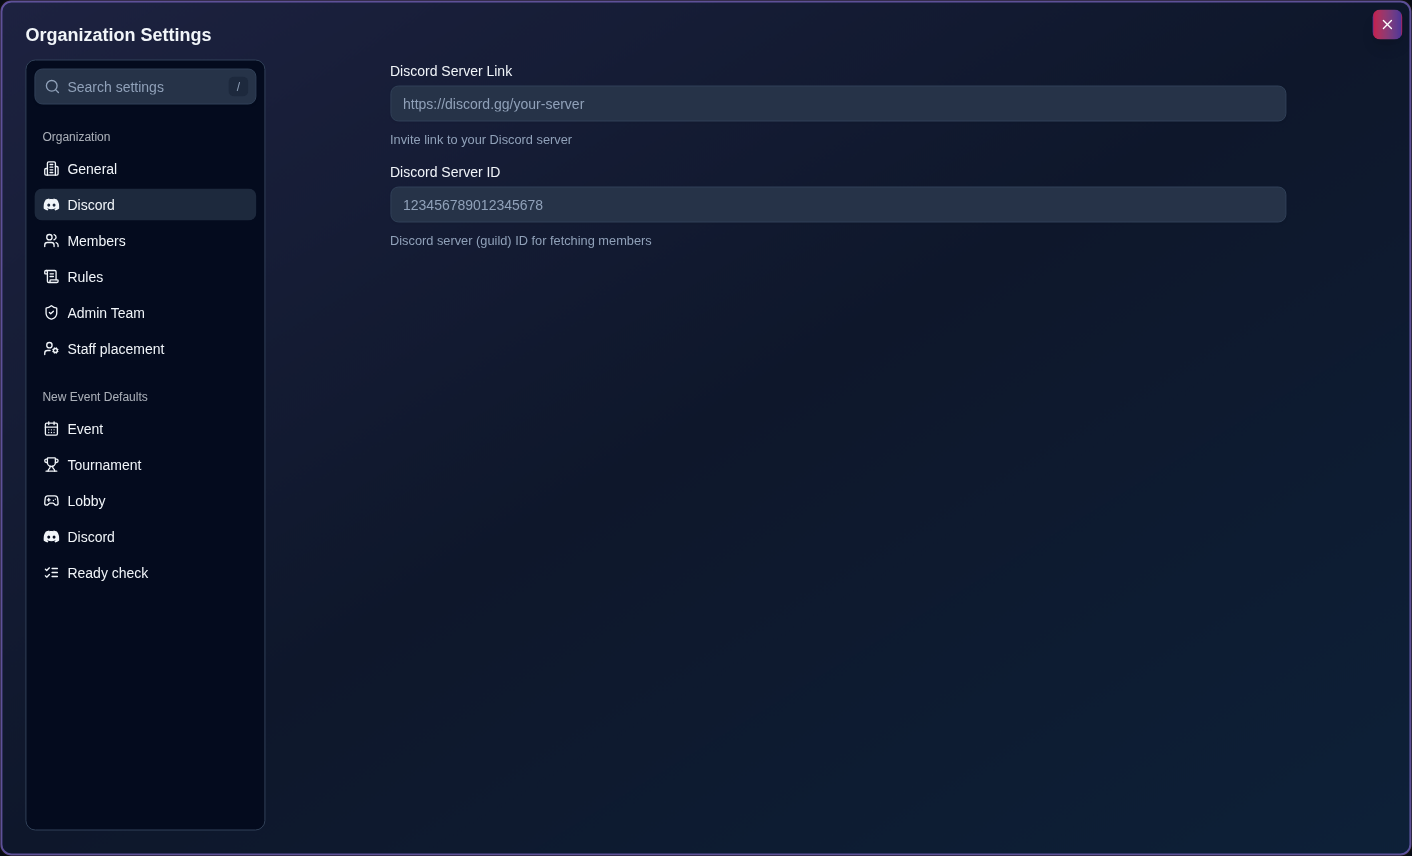 Organization Settings
Search settings /
Organization
General
Discord
Members
Rules
Admin Team
Staff placement
New Event Defaults
Event
Tournament
Lobby
Discord
Ready check
Discord Server Link
https://discord.gg/your-server
Invite link to your Discord server
Discord Server ID
123456789012345678
Discord server (guild) ID for fetching members